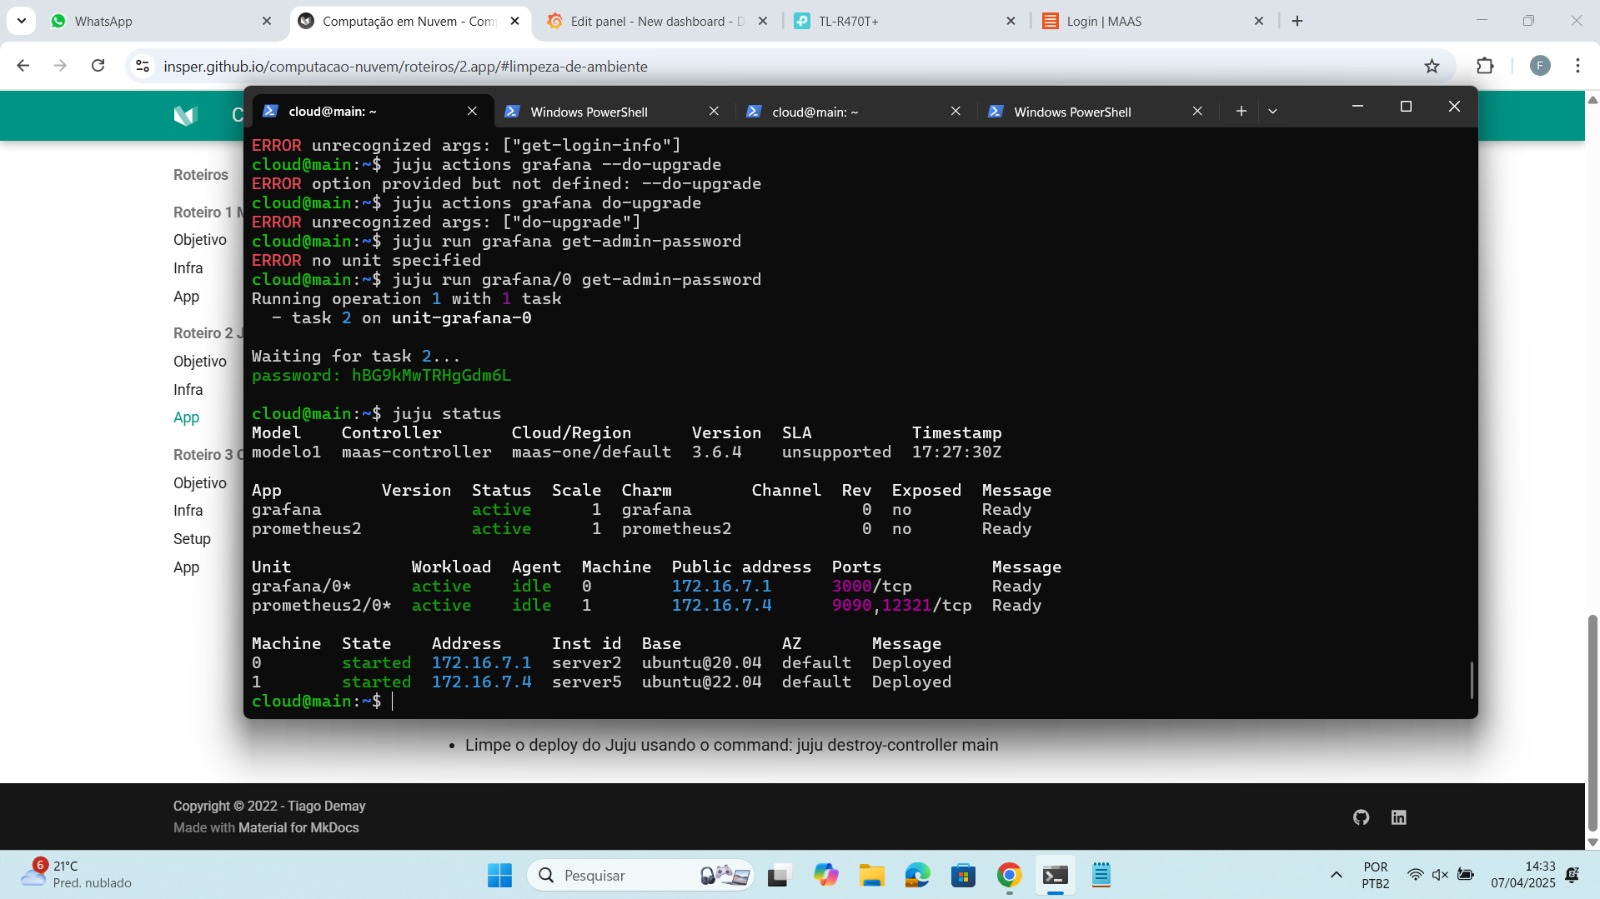 WhatsApp
Computação em Nuvem - Com
Edit panel - New dashboard - D
TL-R470T+
Login | MAAS
insper.github.io/computacao-nuvem/roteiros/2.app/#limpeza-de-ambiente
F
C
cloud@main: ~
Windows PowerShell
cloud@main: ~
Windows PowerShell
Roteiros
Roteiro 1 M
Objetivo
Infra
App
Roteiro 2 J
Objetivo
Infra
App
Roteiro 3 C
Objetivo
Infra
Setup
App
ERROR unrecognized args: ["get-login-info"]
cloud@main:~$ juju actions grafana --do-upgrade
ERROR option provided but not defined: --do-upgrade
cloud@main:~$ juju actions grafana do-upgrade
ERROR unrecognized args: ["do-upgrade"]
cloud@main:~$ juju run grafana get-admin-password
ERROR no unit specified
cloud@main:~$ juju run grafana/0 get-admin-password
Running operation 1 with 1 task
- task 2 on unit-grafana-0
Waiting for task 2...
password: hBG9kMwTRHgGdm6L
cloud@main:~$ juju status
Model Controller Cloud/Region Version SLA Timestamp
modelo1 maas-controller maas-one/default 3.6.4 unsupported 17:27:30Z
App Version Status Scale Charm Channel Rev Exposed Message
grafana active 1 grafana 0 no Ready
prometheus2 active 1 prometheus2 0 no Ready
Unit Workload Agent Machine Public address Ports Message
grafana/0* active idle 0 172.16.7.1 3000/tcp Ready
prometheus2/0* active idle 1 172.16.7.4 9090,12321/tcp Ready
Machine State Address Inst id Base AZ Message
0 started 172.16.7.1 server2 ubuntu@20.04 default Deployed
1 started 172.16.7.4 server5 ubuntu@22.04 default Deployed
cloud@main:~$
• Limpe o deploy do Juju usando o command: juju destroy-controller main
Copyright © 2022 - Tiago Demay
Made with Material for MkDocs
6
21°C
Pred. nublado
Pesquisar
POR
PTB2
14:33
07/04/2025